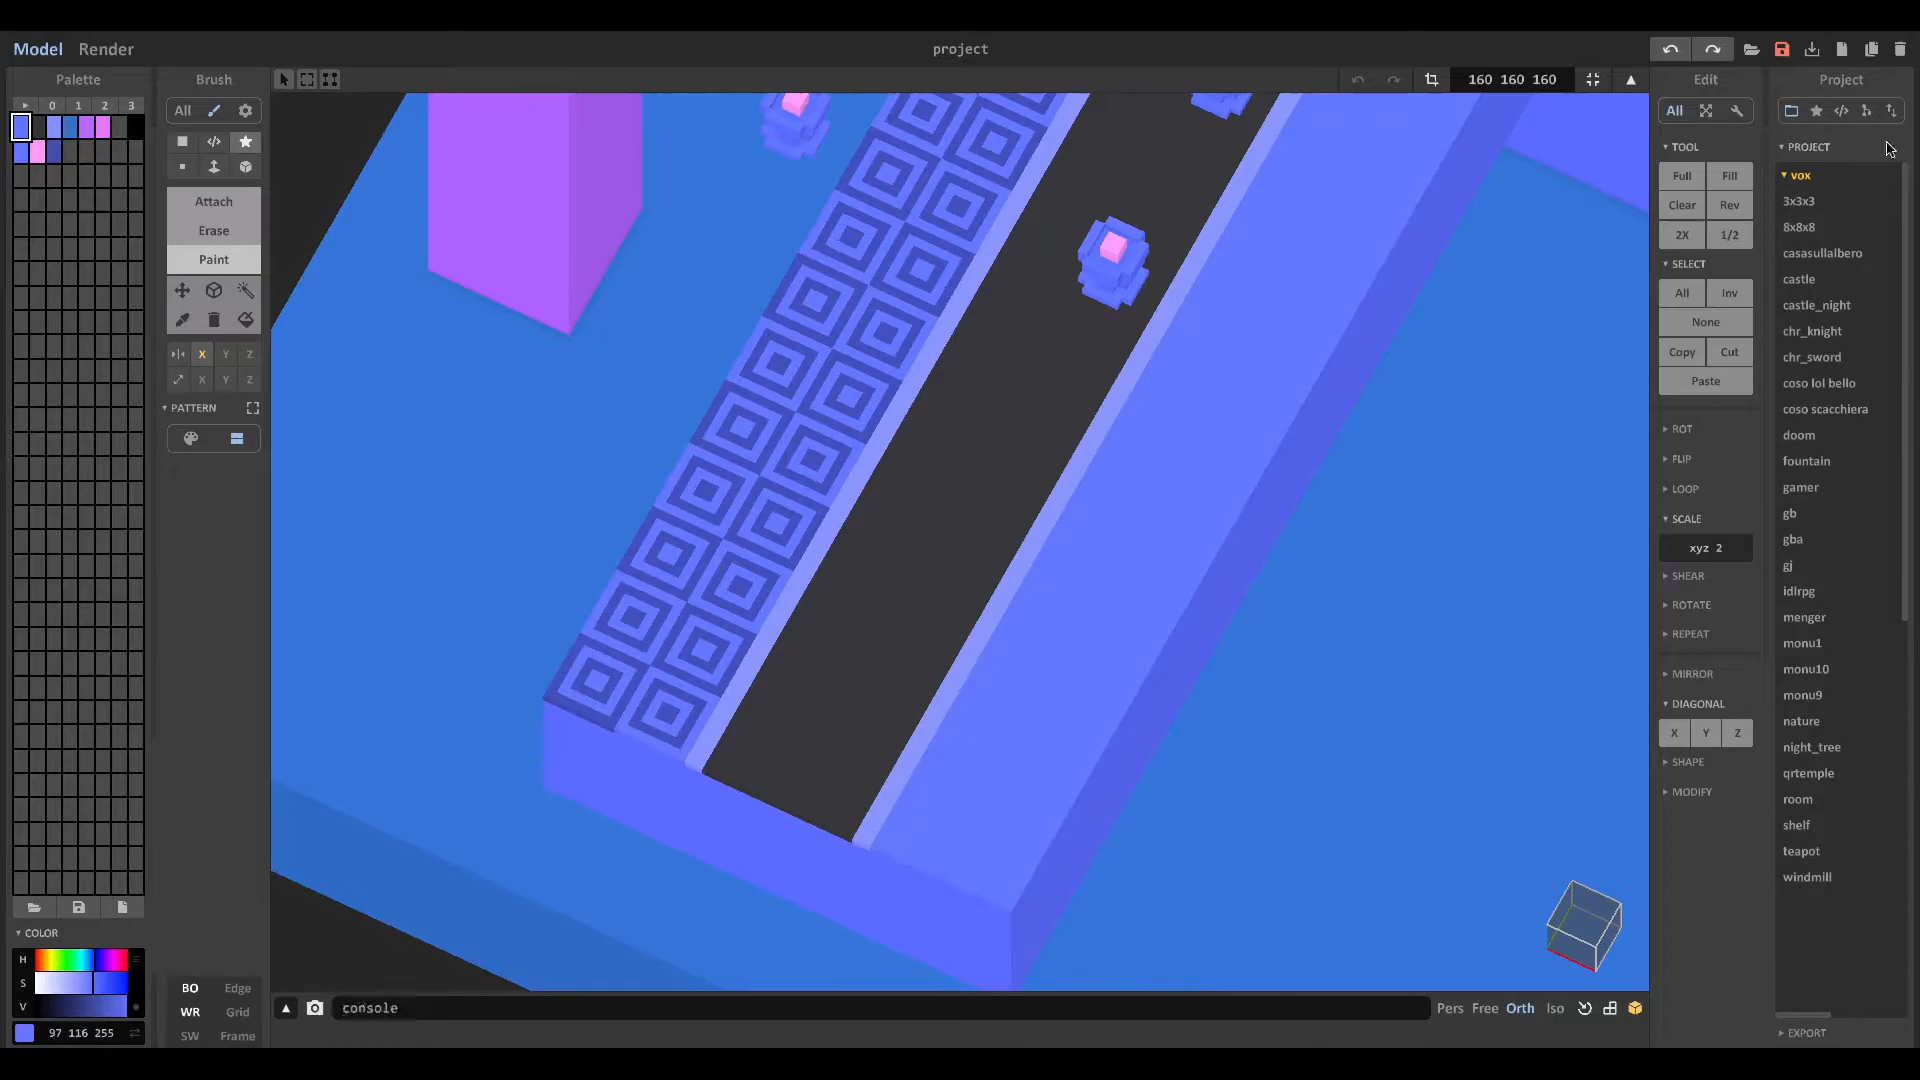 Model Render
project
Palette
0 1 2 3
COLOR
H
S
V
97 116 255
Brush
All
Attach
Erase
Paint
X Y Z
X Y Z
PATTERN
BO Edge
WR Grid
SW Frame
160 160 160
console
Pers Free Orth Iso
Edit
All
TOOL
Full Fill
Clear Rev
2X 1/2
SELECT
All Inv
None
Copy Cut
Paste
ROT
FLIP
LOOP
SCALE
xyz 2
SHEAR
ROTATE
REPEAT
MIRROR
DIAGONAL
X Y Z
SHAPE
MODIFY
Project
PROJECT
vox
3x3x3
8x8x8
casasullalbero
castle
castle_night
chr_knight
chr_sword
coso lol bello
coso scacchiera
doom
fountain
gamer
gb
gba
gj
idlrpg
menger
monu1
monu10
monu9
nature
night_tree
qrtemple
room
shelf
teapot
windmill
EXPORT